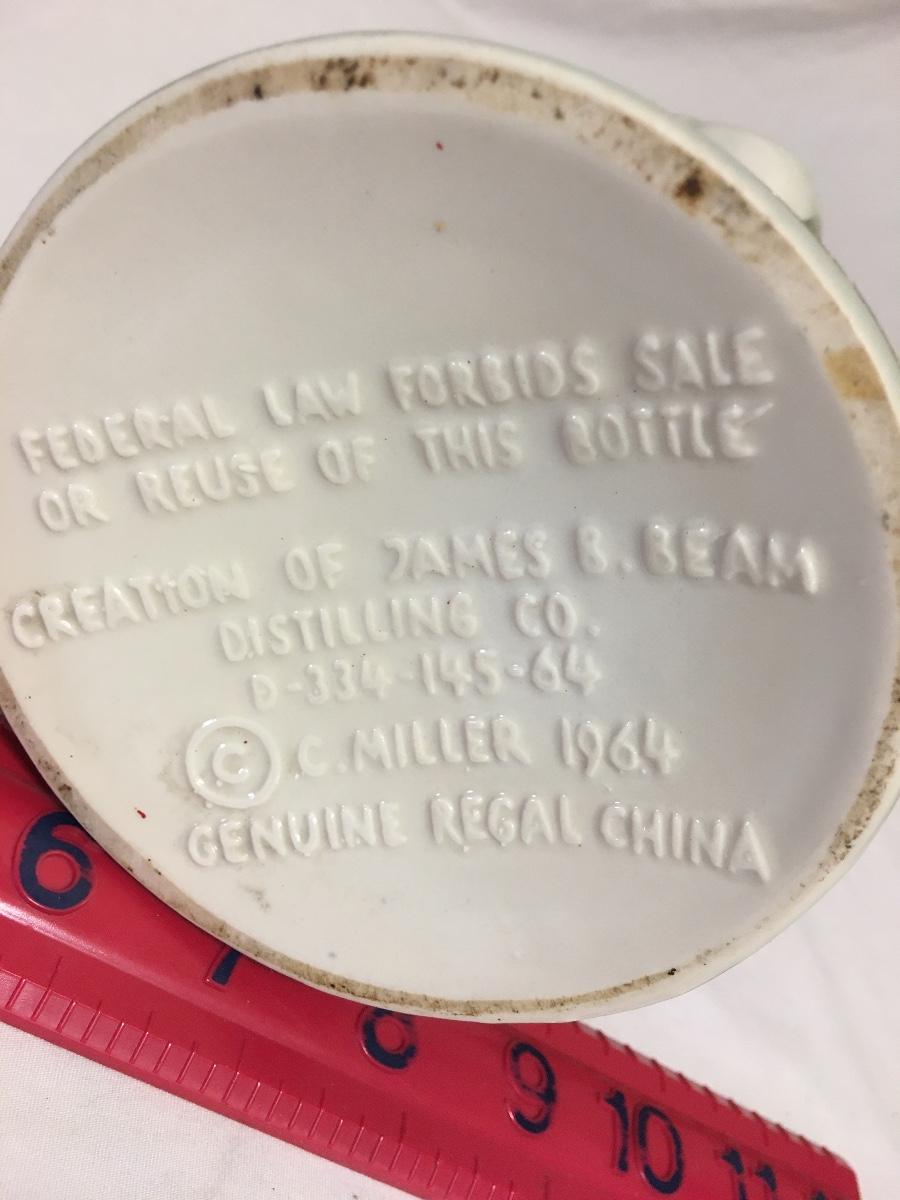 FEDERAL LAW FORBIDS SALE
OR REUSE OF THIS BOTTLE
CREATION OF JAMES B. BEAM
DISTILLING CO.
D-334-145-64
© C. MILLER 1964
GENUINE REGAL CHINA
6
7
8
9
10
11